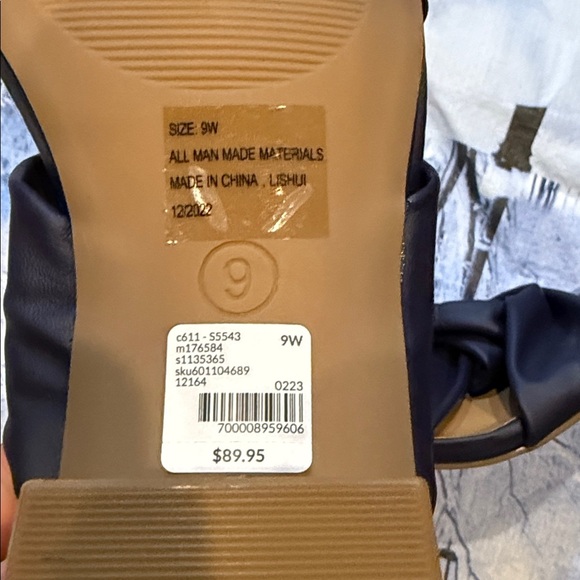 SIZE: 9W
ALL MAN MADE MATERIALS
MADE IN CHINA , LISHUI
12/2022
9
c611 - S5543
9W
m176584
s1135365
sku601104689
12164
0223
700008959606
$89.95